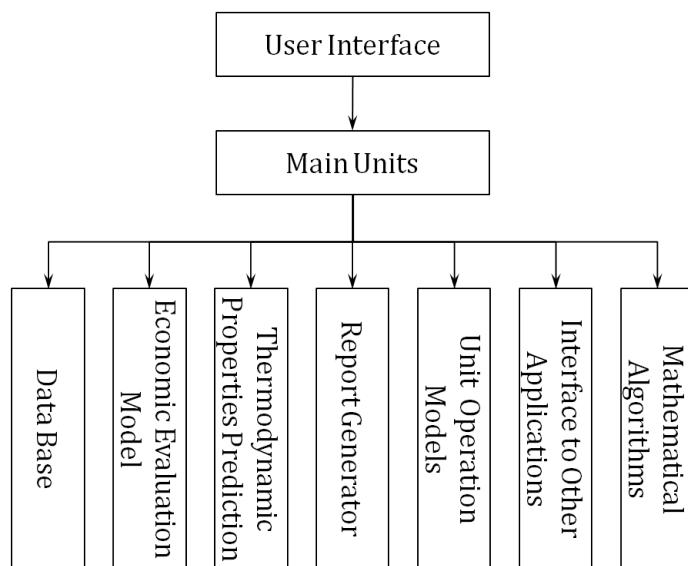 User Interface
Main Units
Data Base
Economic Evaluation
Model
Thermodynamic
Properties Prediction
Report Generator
Unit Operation
Models
Interface to Other
Applications
Mathematical
Algorithms